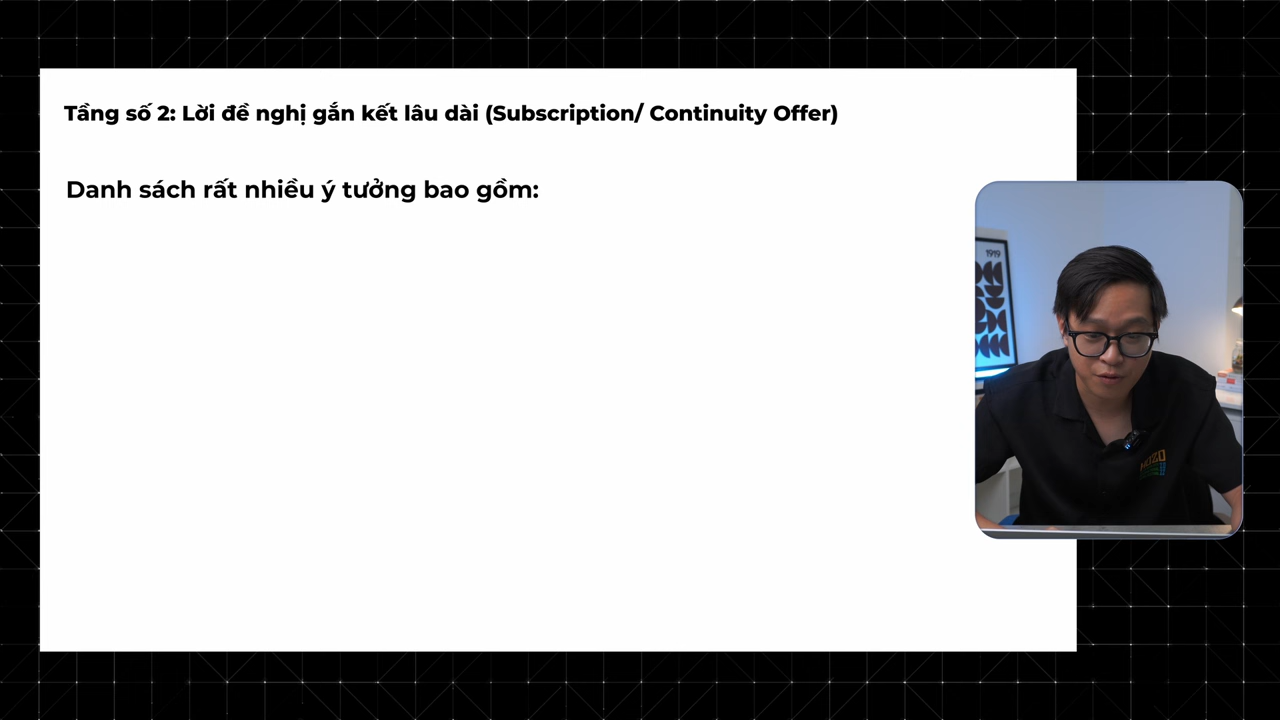 Tầng số 2: Lời đề nghị gắn kết lâu dài (Subscription/ Continuity Offer)
Danh sách rất nhiều ý tưởng bao gồm:
1919